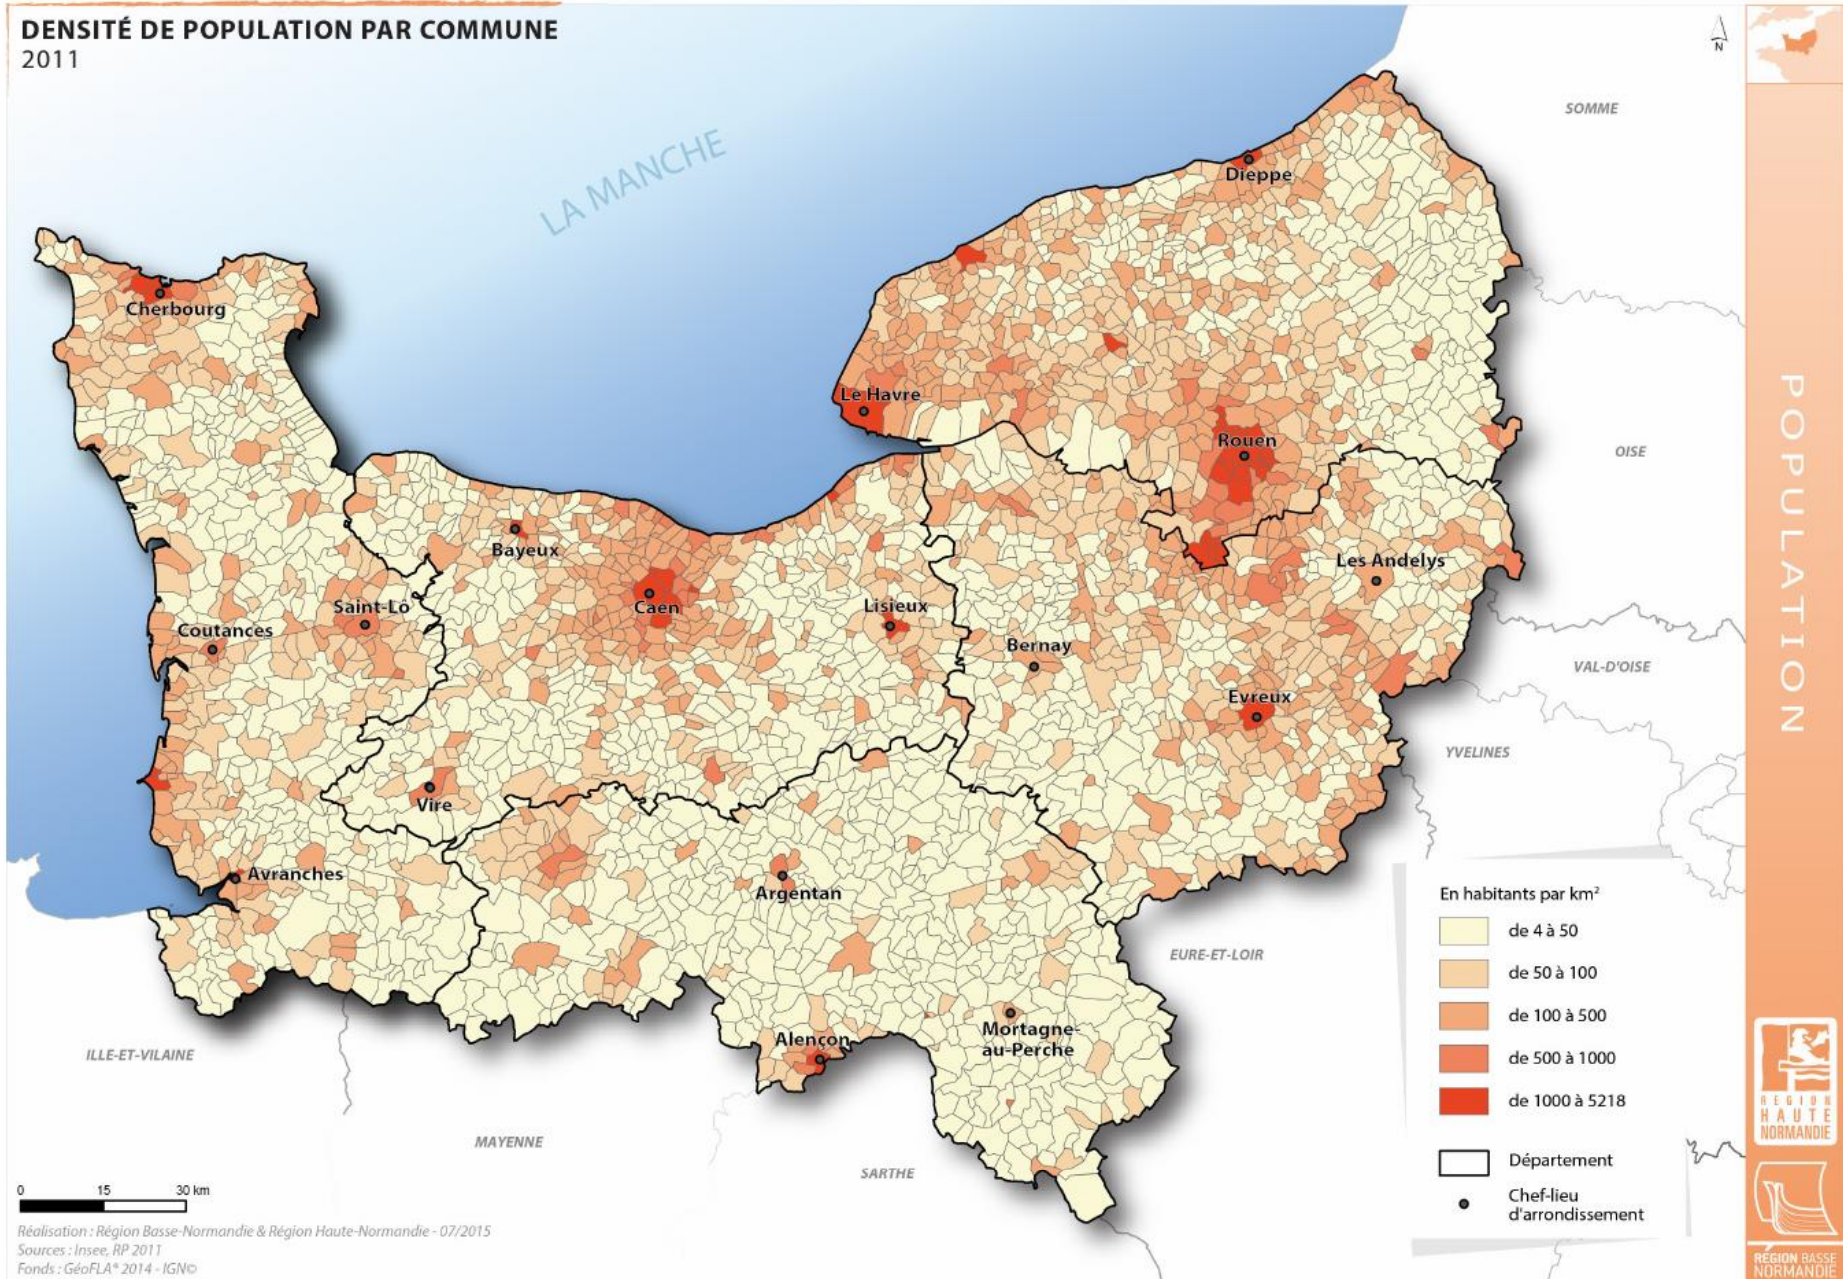 DENSITÉ DE POPULATION PAR COMMUNE
2011
N
LA MANCHE
SOMME
Dieppe
Cherbourg
Le Havre
Rouen
OISE
Bayeux
Les Andelys
Caen
Lisieux
Saint-Lô
Coutances
Bernay
VAL-D'OISE
Evreux
YVELINES
Vire
Avranches
Argentan
EURE-ET-LOIR
Mortagne-
au-Perche
Alençon
ILLE-ET-VILAINE
MAYENNE
SARTHE
POPULATION
En habitants par km²
de 4 à 50
de 50 à 100
de 100 à 500
de 500 à 1000
de 1000 à 5218
Département
Chef-lieu
d'arrondissement
0 15 30 km
Réalisation : Région Basse-Normandie & Région Haute-Normandie - 07/2015
Sources : Insee, RP 2011
Fonds : GéoFLA® 2014 - IGN©
RÉGION
HAUTE
NORMANDIE
RÉGION BASSE
NORMANDIE